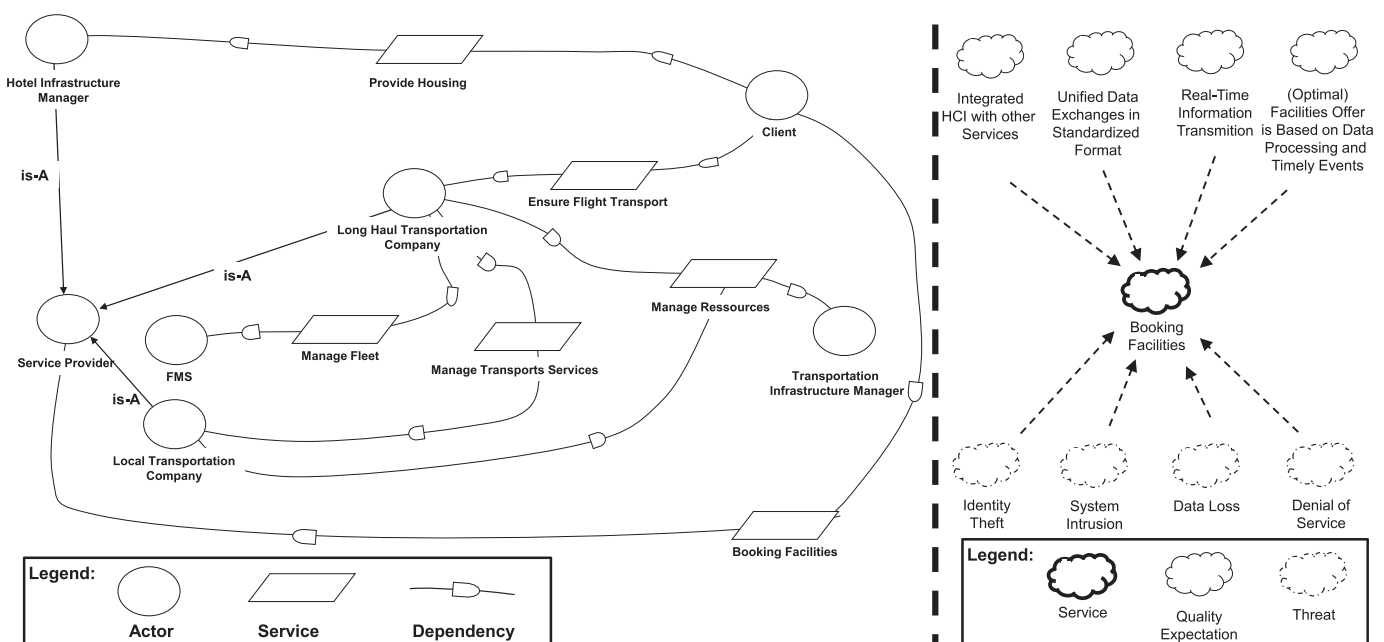 Hotel Infrastructure
Manager
Provide Housing
Client
is-A
Ensure Flight Transport
Long Haul Transportation
Company
is-A
Manage Ressources
Service Provider
FMS
Manage Fleet
Manage Transports Services
Transportation
Infrastructure Manager
is-A
Local Transportation
Company
Booking Facilities
Legend:
Actor
Service
Dependency
Integrated
HCI with other
Services
Unified Data
Exchanges in
Standardized
Format
Real-Time
Information
Transmition
(Optimal)
Facilities Offer
is Based on Data
Processing and
Timely Events
Booking
Facilities
Identity
Theft
System
Intrusion
Data Loss
Denial of
Service
Legend:
Service
Quality
Expectation
Threat